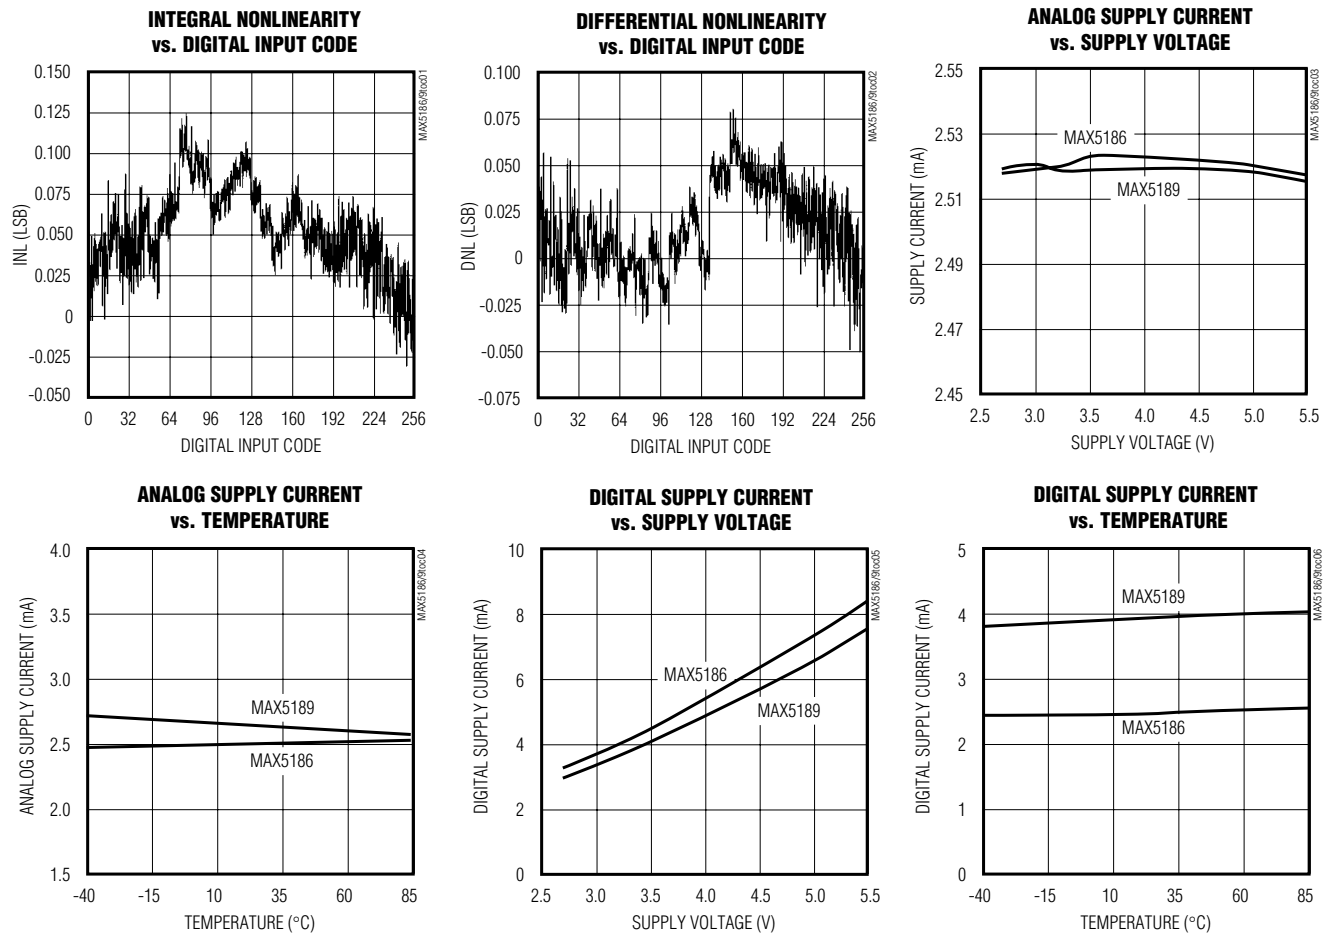 INTEGRAL NONLINEARITY
vs. DIGITAL INPUT CODE
0.150
0.125
0.100
0.075
0.050
0.025
0
-0.025
-0.050
INL (LSB)
0 32 64 96 128 160 192 224 256
DIGITAL INPUT CODE
MAX5186/9toc01
DIFFERENTIAL NONLINEARITY
vs. DIGITAL INPUT CODE
0.100
0.075
0.050
0.025
0
-0.025
-0.050
-0.075
DNL (LSB)
0 32 64 96 128 160 192 224 256
DIGITAL INPUT CODE
MAX5186/9toc02
ANALOG SUPPLY CURRENT
vs. SUPPLY VOLTAGE
2.55
2.53
2.51
2.49
2.47
2.45
SUPPLY CURRENT (mA)
MAX5186
MAX5189
2.5 3.0 3.5 4.0 4.5 5.0 5.5
SUPPLY VOLTAGE (V)
MAX5186/9toc03
ANALOG SUPPLY CURRENT
vs. TEMPERATURE
4.0
3.5
3.0
2.5
2.0
1.5
ANALOG SUPPLY CURRENT (mA)
MAX5189
MAX5186
-40 -15 10 35 60 85
TEMPERATURE (°C)
MAX5186/9toc04
DIGITAL SUPPLY CURRENT
vs. SUPPLY VOLTAGE
10
8
6
4
2
0
DIGITAL SUPPLY CURRENT (mA)
MAX5186
MAX5189
2.5 3.0 3.5 4.0 4.5 5.0 5.5
SUPPLY VOLTAGE (V)
MAX5186/9toc05
DIGITAL SUPPLY CURRENT
vs. TEMPERATURE
5
4
3
2
1
0
DIGITAL SUPPLY CURRENT (mA)
MAX5189
MAX5186
-40 -15 10 35 60 85
TEMPERATURE (°C)
MAX5186/9toc06